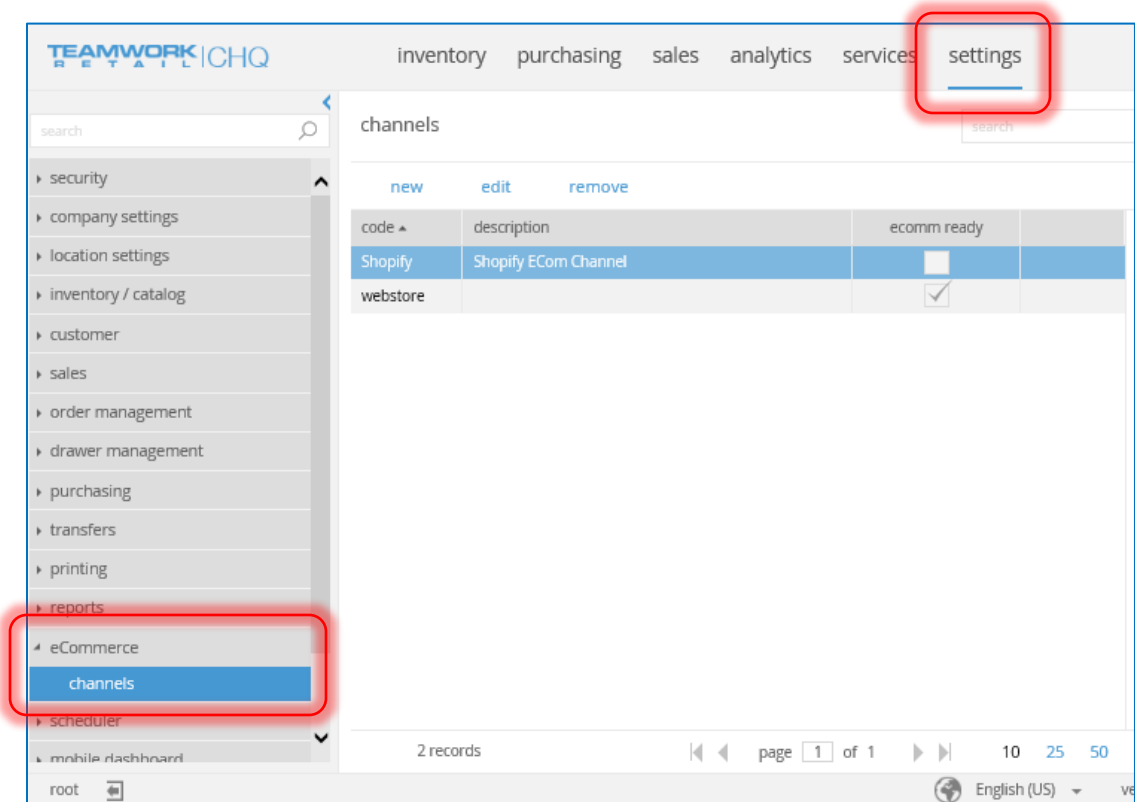 TEAMWORK RETAIL | CHQ
inventory purchasing sales analytics services settings
search
channels
search
security
company settings
location settings
inventory / catalog
customer
sales
order management
drawer management
purchasing
transfers
printing
reports
eCommerce
channels
scheduler
mobile dashboard
new edit remove
code description ecomm ready
Shopify Shopify ECom Channel
webstore
2 records page 1 of 1 10 25 50
root English (US)